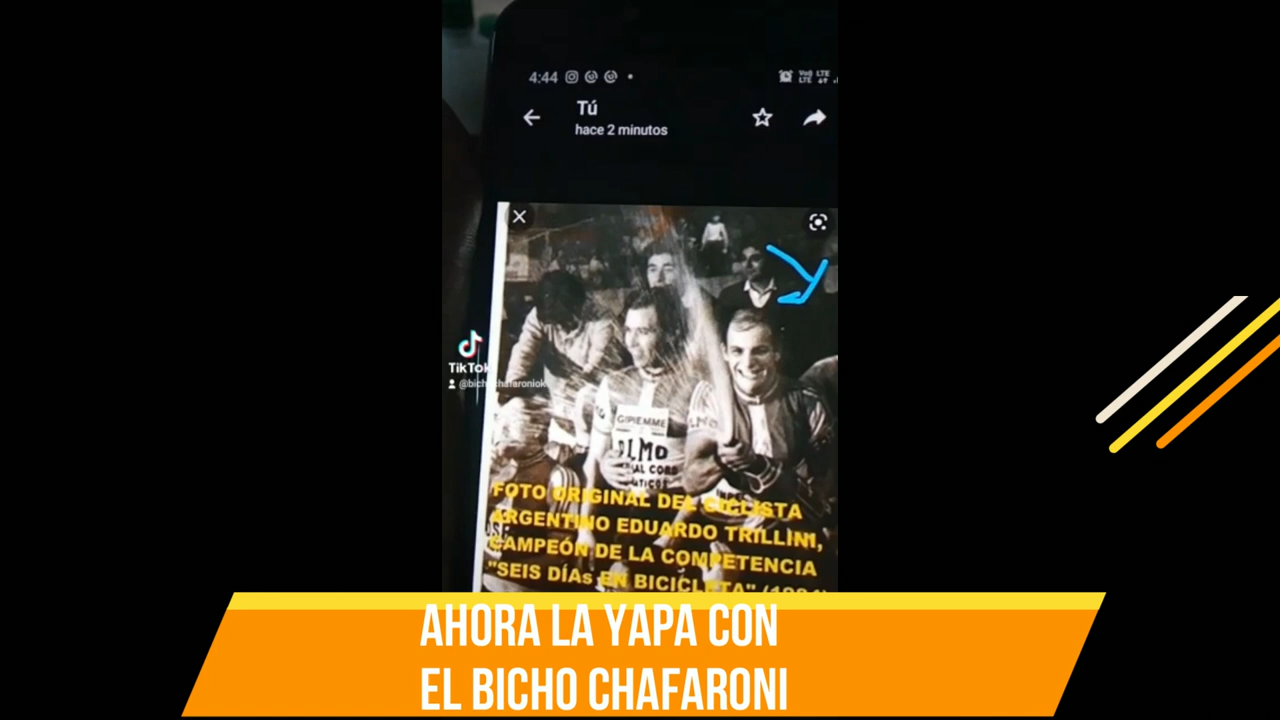 4:44
Tú
hace 2 minutos
TikTok
GIPIEMME
OLMO
FOTO ORIGINAL DEL CICLISTA
ARGENTINO EDUARDO TRILLINI,
CAMPEÓN DE LA COMPETENCIA
"SEIS DÍAs EN BICICLETA"
AHORA LA YAPA CON
EL BICHO CHAFARONI